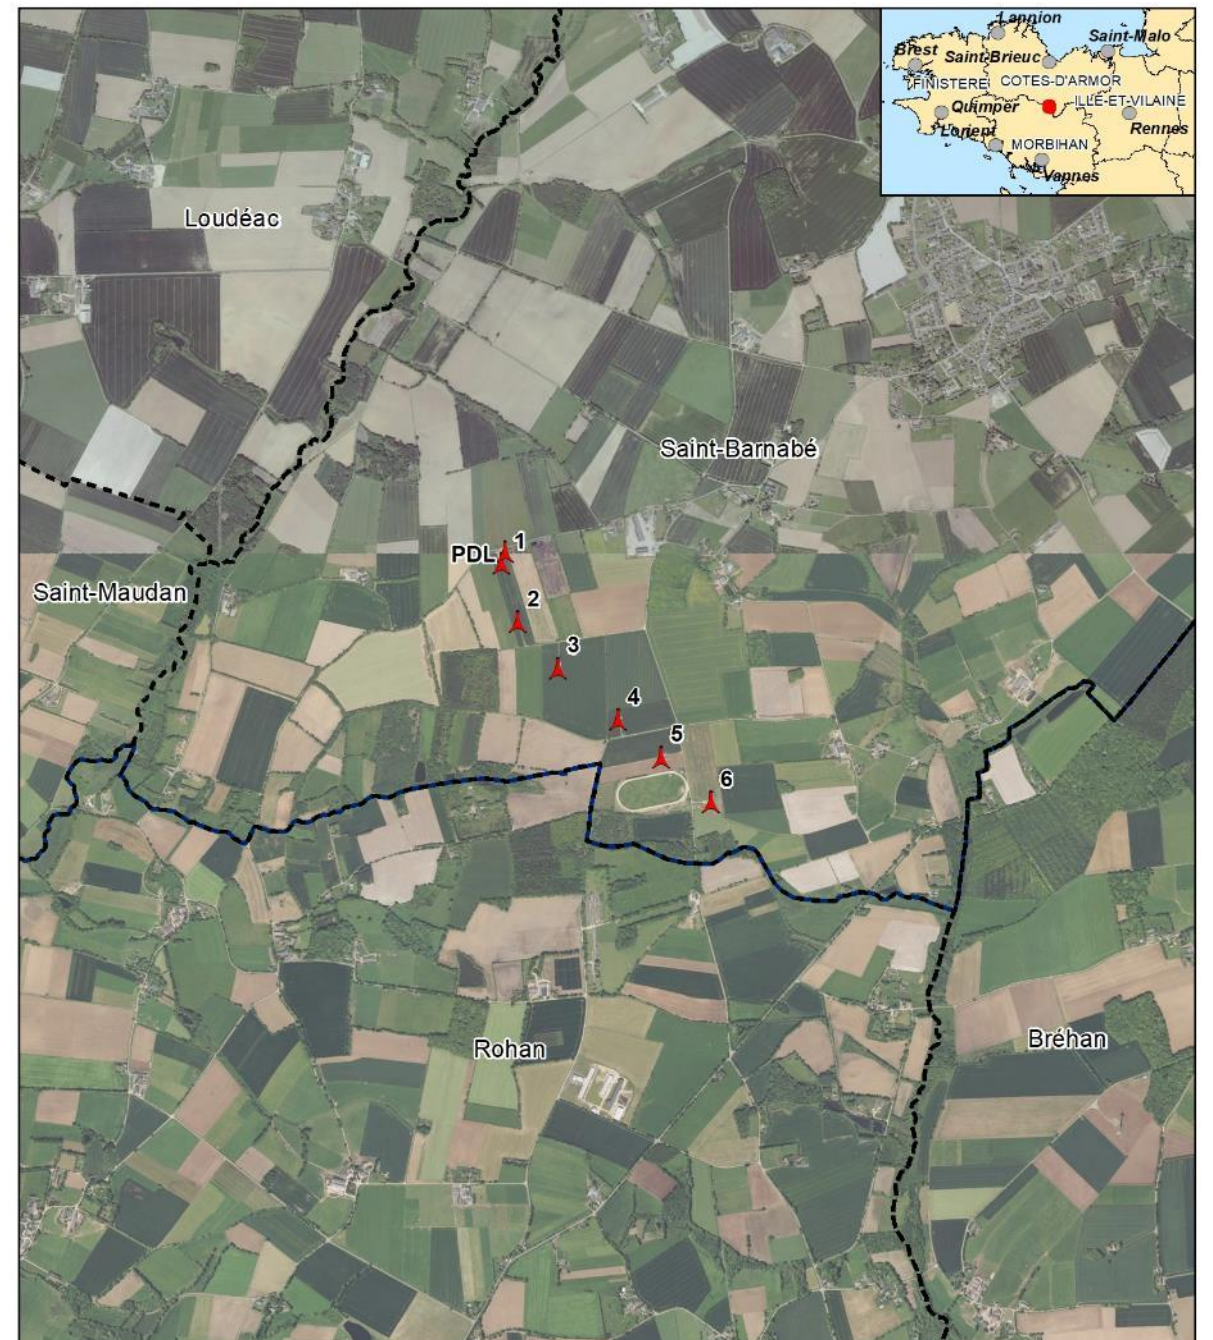 Lannion
Saint-Malo
Brest
Saint-Brieuc
FINISTERE
COTES-D'ARMOR
ILLE-ET-VILAINE
Quimper
Rennes
Lorient
MORBIHAN
Vannes
Loudéac
Saint-Barnabé
1
PDL
2
Saint-Maudan
3
4
5
6
Rohan
Bréhan